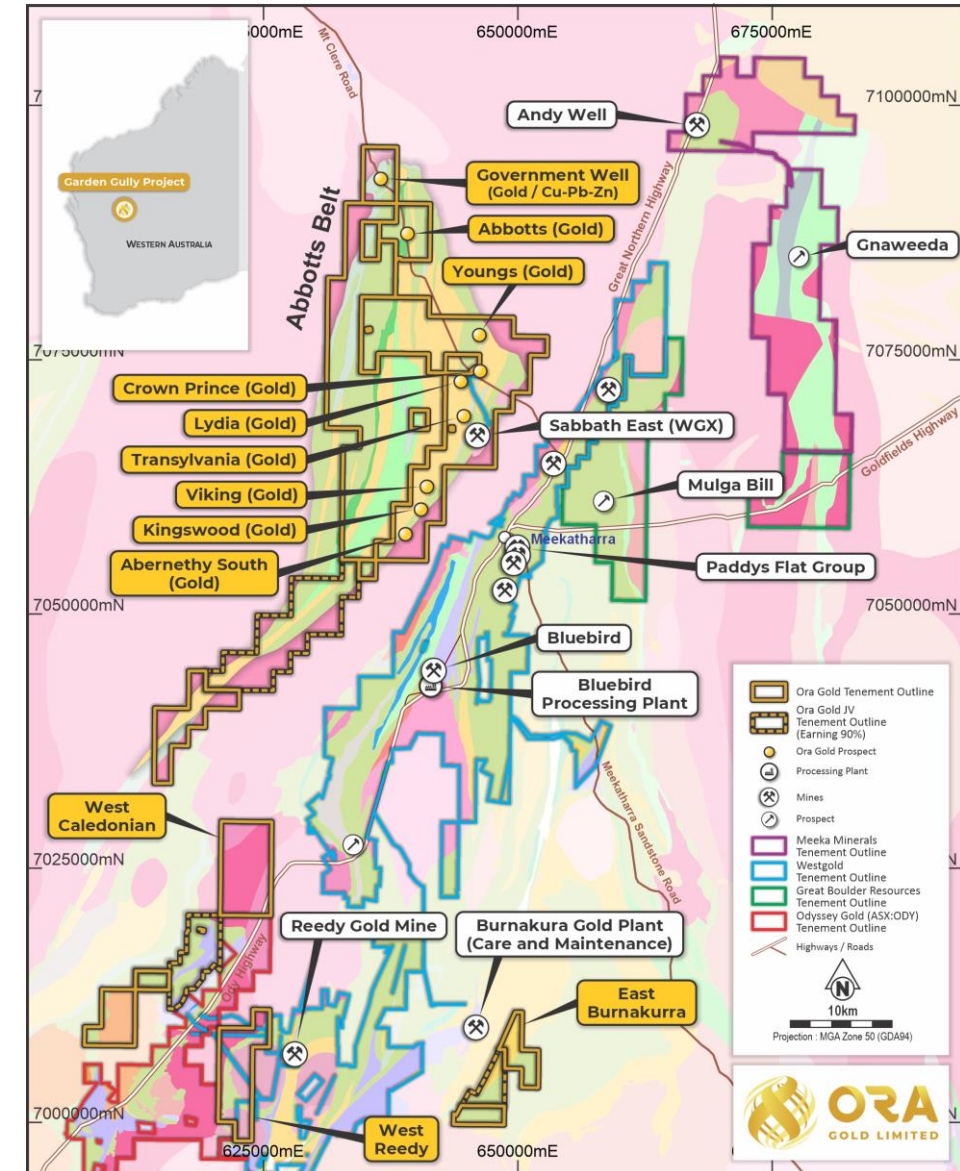 5000mE
650000mE
675000mE
Mt Clere Road
7100000mN
Andy Well
Garden Gully Project
WESTERN AUSTRALIA
Government Well
(Gold / Cu-Pb-Zn)
Great Northern Highway
Abbotts Belt
Abbotts (Gold)
Gnaweeda
Youngs (Gold)
7075000mN
7075000mN
Crown Prince (Gold)
Lydia (Gold)
Sabbath East (WGX)
Goldfields Highway
Transylvania (Gold)
Mulga Bill
Viking (Gold)
Kingswood (Gold)
Meekatharra
Abernethy South
(Gold)
Paddys Flat Group
7050000mN
7050000mN
Bluebird
Bluebird
Processing Plant
Meekatharra Sandstone Road
West
Caledonian
7025000mN
Reedy Gold Mine
Burnakura Gold Plant
(Care and Maintenance)
Ody Highway
East
Burnakurra
7000000mN
West
Reedy
625000mE
650000mE
675000mE
Ora Gold Tenement Outline
Ora Gold JV
Tenement Outline
(Earning 90%)
Ora Gold Prospect
Processing Plant
Mines
Prospect
Meeka Minerals
Tenement Outline
Westgold
Tenement Outline
Great Boulder Resources
Tenement Outline
Odyssey Gold (ASX:ODY)
Tenement Outline
Highways / Roads
N
10km
Projection : MGA Zone 50 (GDA94)
ORA
GOLD LIMITED